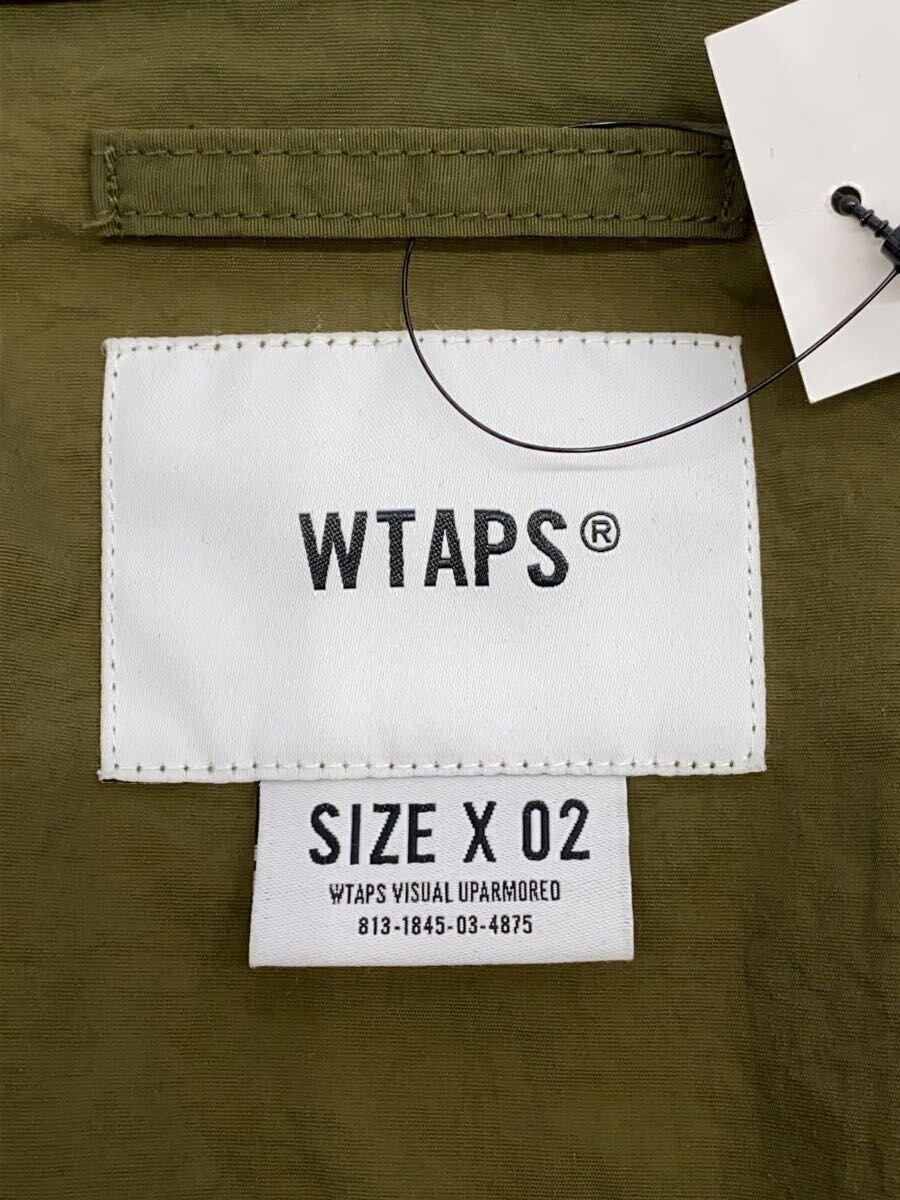 WTAPS®
SIZE X 02
WTAPS VISUAL UPARMORED
813-1845-03-4875